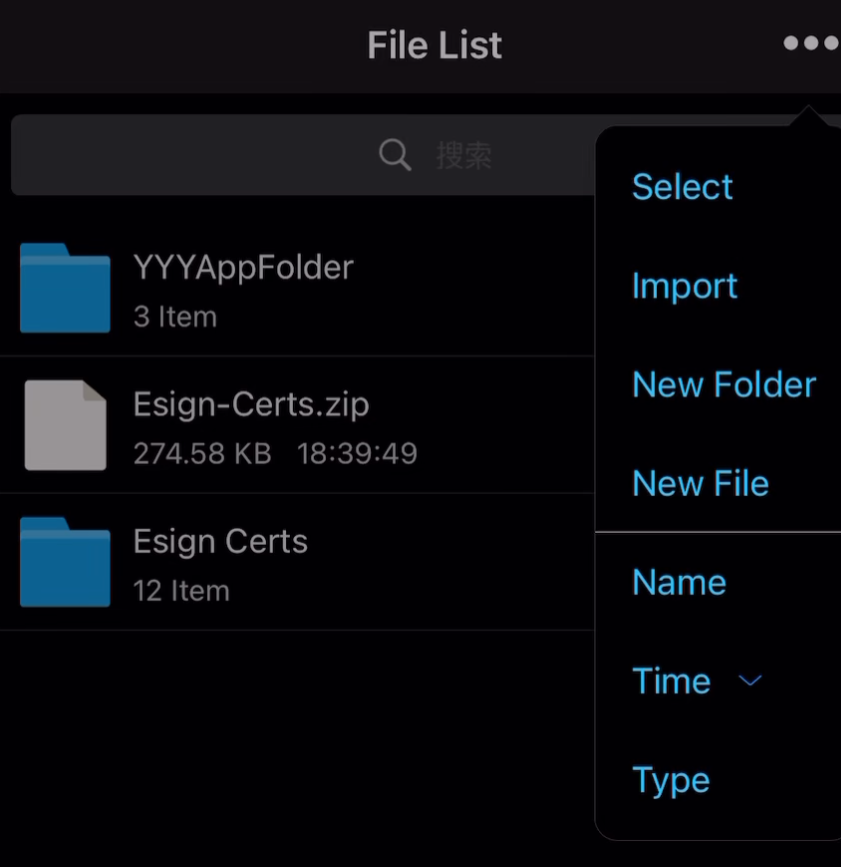 File List
搜索
YYYAppFolder
3 Item
Esign-Certs.zip
274.58 KB 18:39:49
Esign Certs
12 Item
Select
Import
New Folder
New File
Name
Time
Type